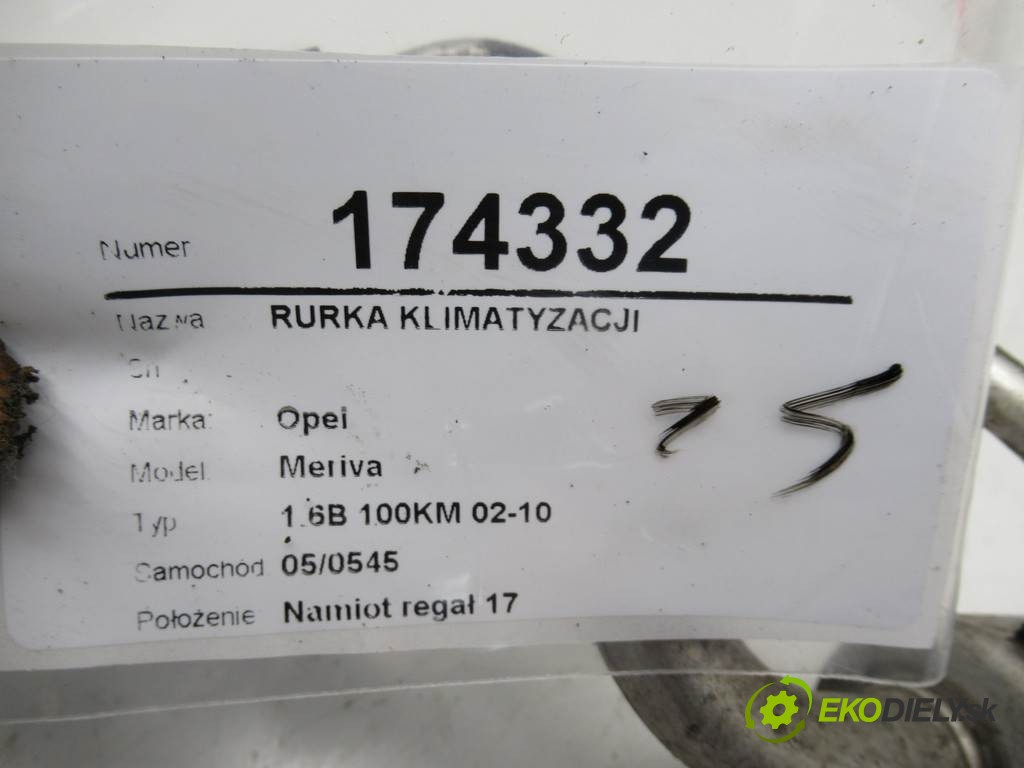 Numer 174332
Nazwa RURKA KLIMATYZACJI
Marka: Opel
Model: Meriva
Typ 1.6B 100KM 02-10
Samochód 05/0545
Położenie Namiot regał 17
EKODIELY.sk